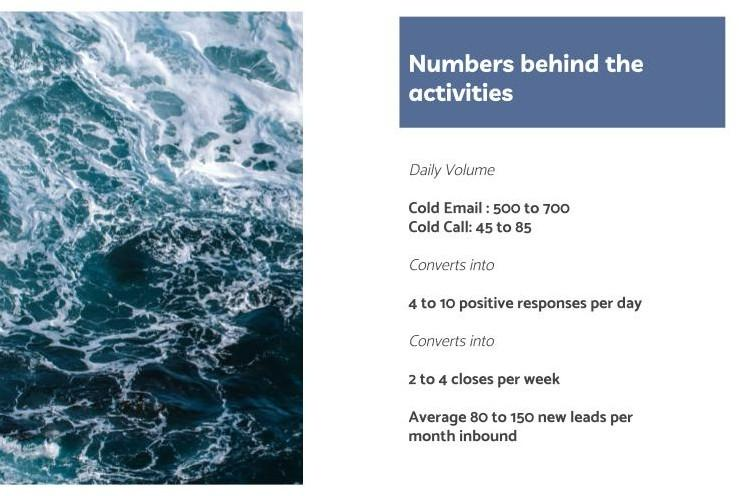 Numbers behind the
activities
Daily Volume
Cold Email : 500 to 700
Cold Call: 45 to 85
Converts into
4 to 10 positive responses per day
Converts into
2 to 4 closes per week
Average 80 to 150 new leads per
month inbound